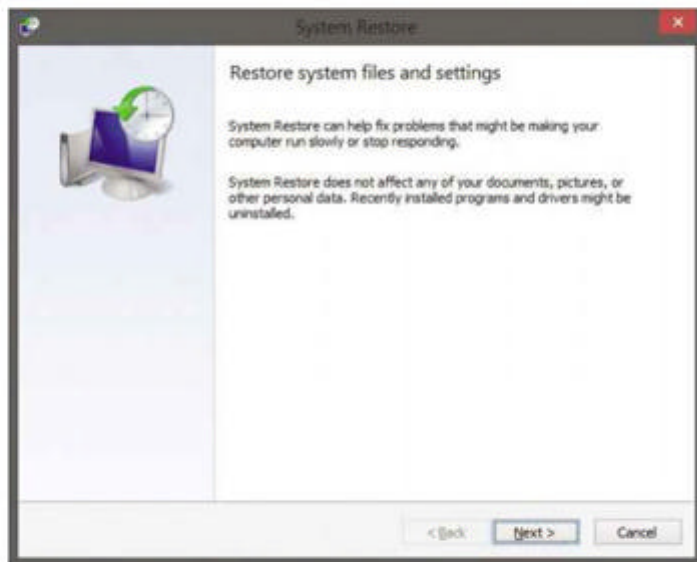 System Restore
Restore system files and settings
System Restore can help fix problems that might be making your
computer run slowly or stop responding.
System Restore does not affect any of your documents, pictures, or
other personal data. Recently installed programs and drivers might be
uninstalled.
< Back Next > Cancel